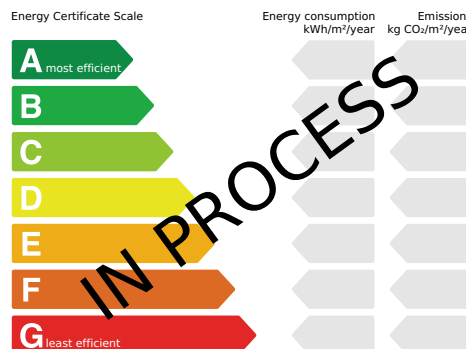 Energy Certificate Scale
Energy consumption
kWh/m²/year
Emission
kg CO₂/m²/year
A most efficient
B
C
D
E
F
G least efficient
IN PROCESS